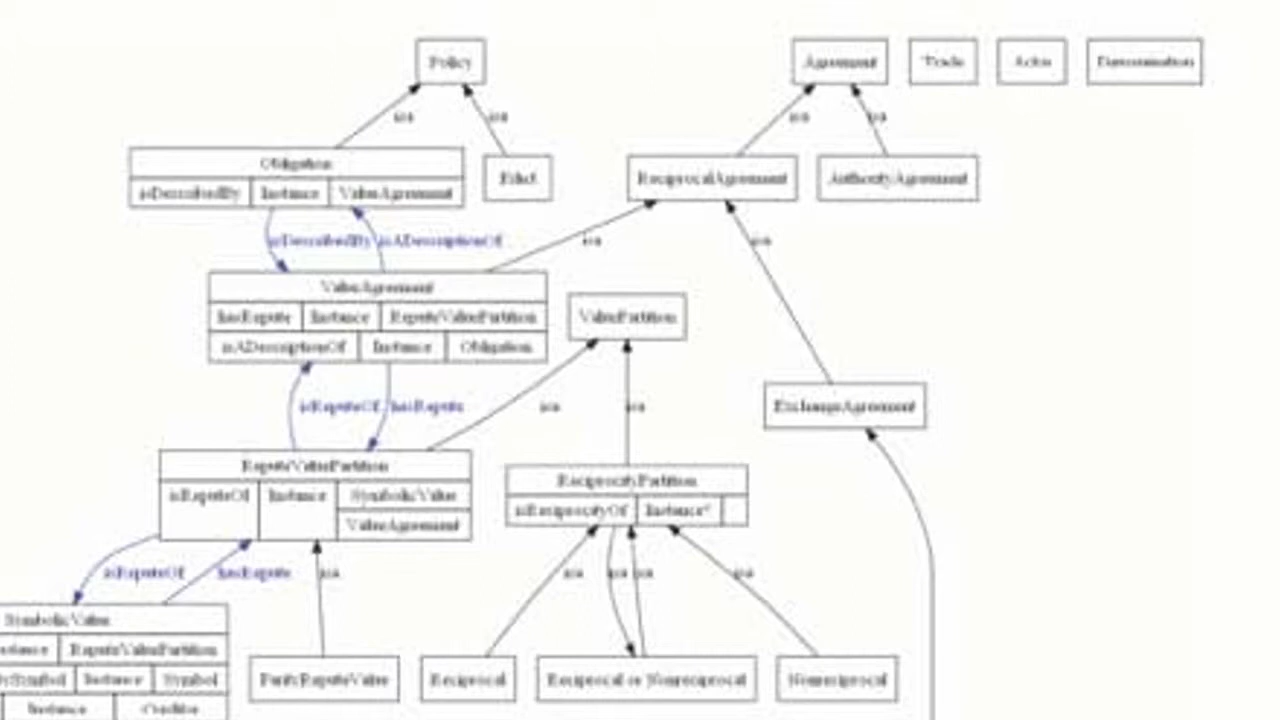 Policy
Agreement
Trade
Actor
Denomination
isa
isa
isa
isa
Obligation
isDescribedBy Instance ValueAgreement
Edict
ReciprocalAgreement
AuthorityAgreement
isDescribedBy isADescriptionOf
isa
isa
ValueAgreement
hasRepute Instance ReputeValuePartition
isADescriptionOf Instance Obligation
ValuePartition
ExchangeAgreement
isReputeOf hasRepute
isa
isa
ReputeValuePartition
isReputeOf Instance SymbolicValue
ValueAgreement
ReciprocityPartition
isReciprocityOf Instance*
isReputeOf hasRepute
isa
isa
isa
isa
isa
SymbolicValue
Instance ReputeValuePartition
Symbol Instance Symbol
Instance Creditor
PurityReputeValue
Reciprocal
Reciprocal or Nonreciprocal
Nonreciprocal